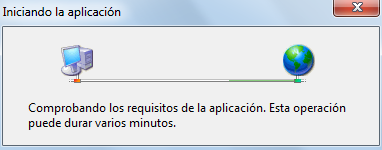 Iniciando la aplicación
Comprobando los requisitos de la aplicación. Esta operación
puede durar varios minutos.